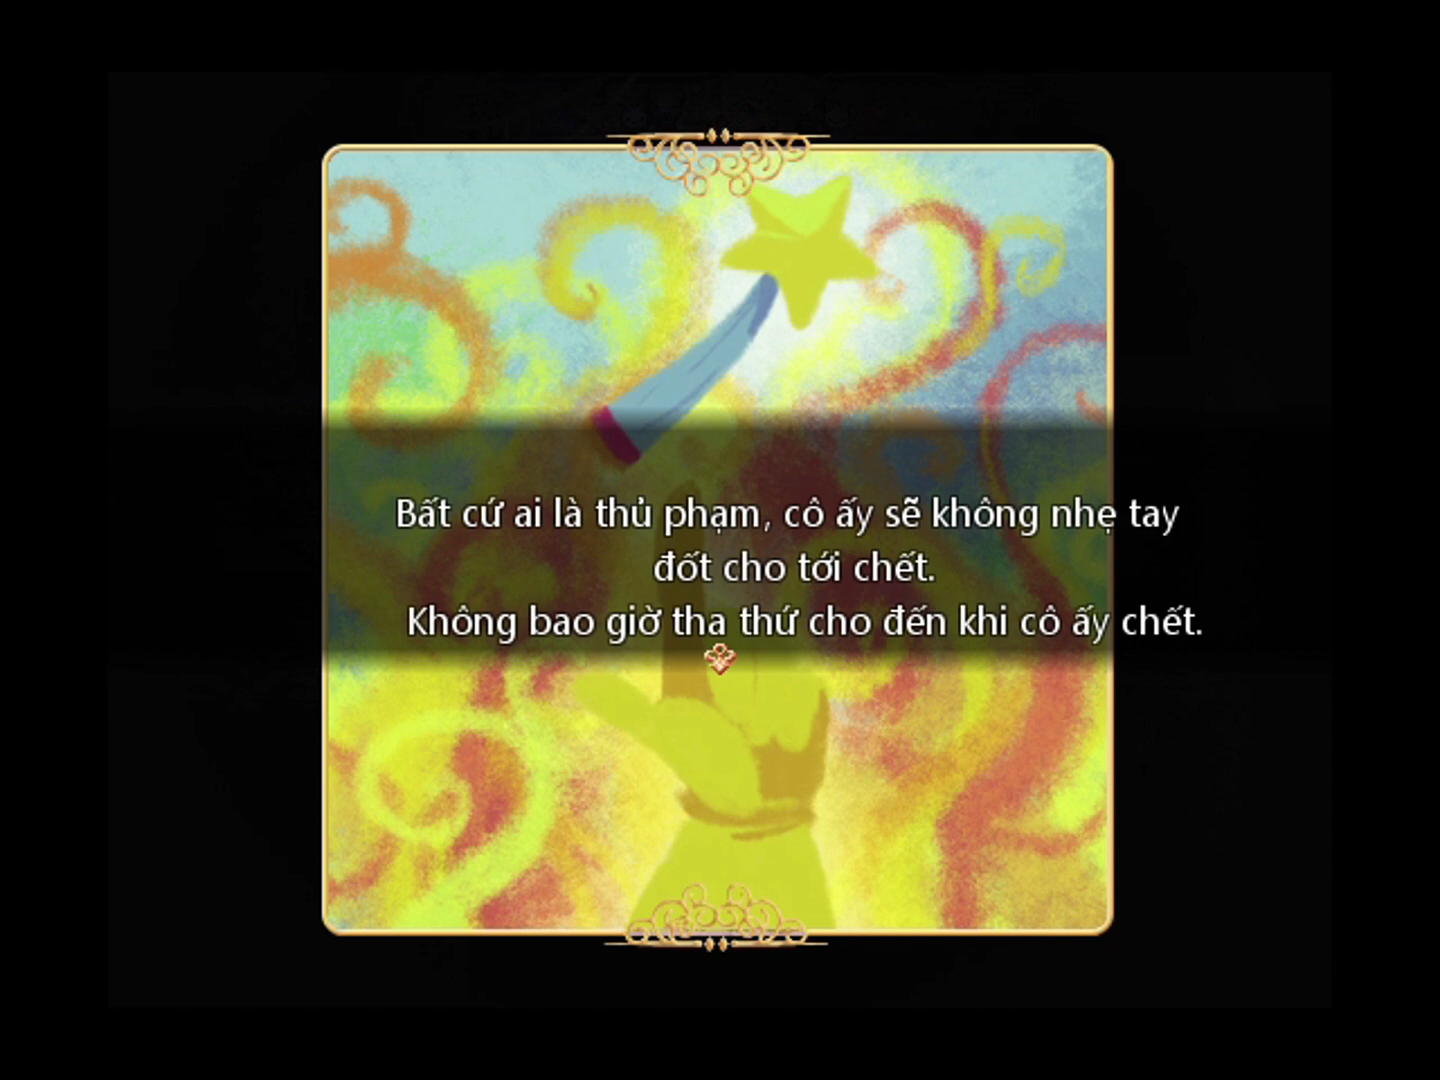 Bất cứ ai là thủ phạm, cô ấy sẽ không nhẹ tay
đốt cho tới chết.
Không bao giờ tha thứ cho đến khi cô ấy chết.